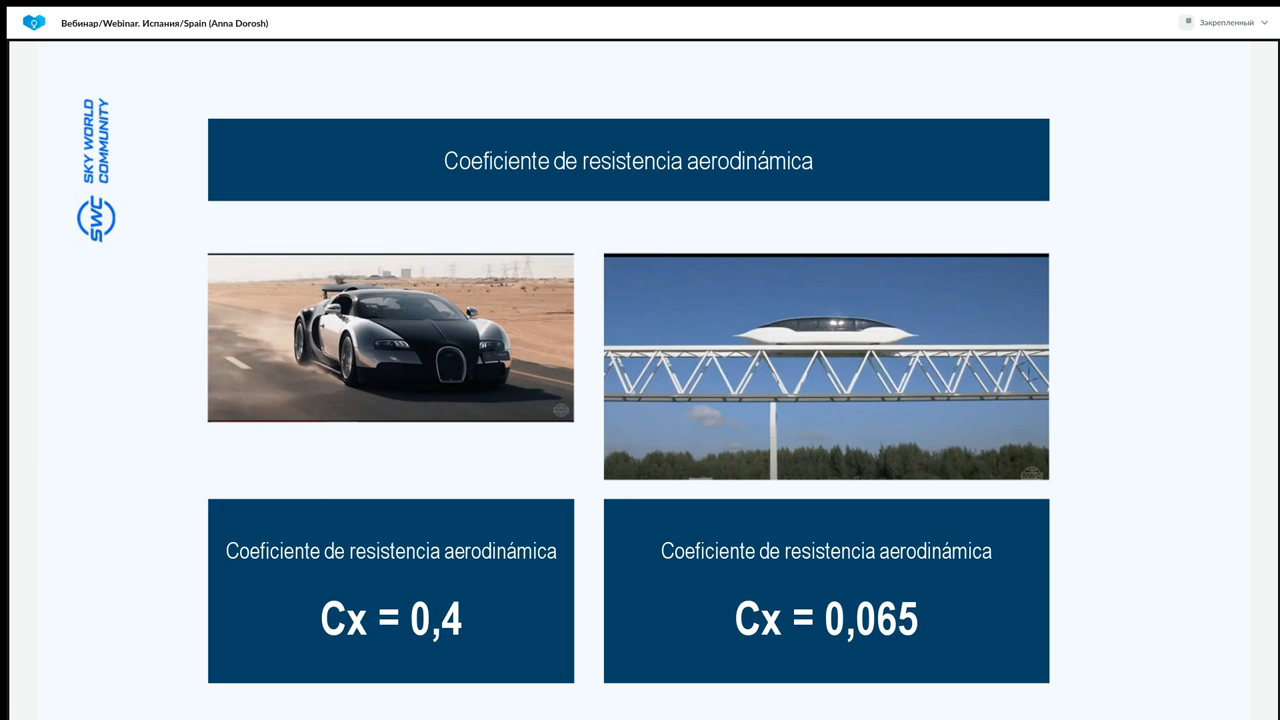 Вебинар/Webinar. Испания/Spain (Anna Dorosh)
Закрепленный
SKY WORLD
COMMUNITY
SWC
Coeficiente de resistencia aerodinámica
Coeficiente de resistencia aerodinámica
Cx = 0,4
Coeficiente de resistencia aerodinámica
Cx = 0,065